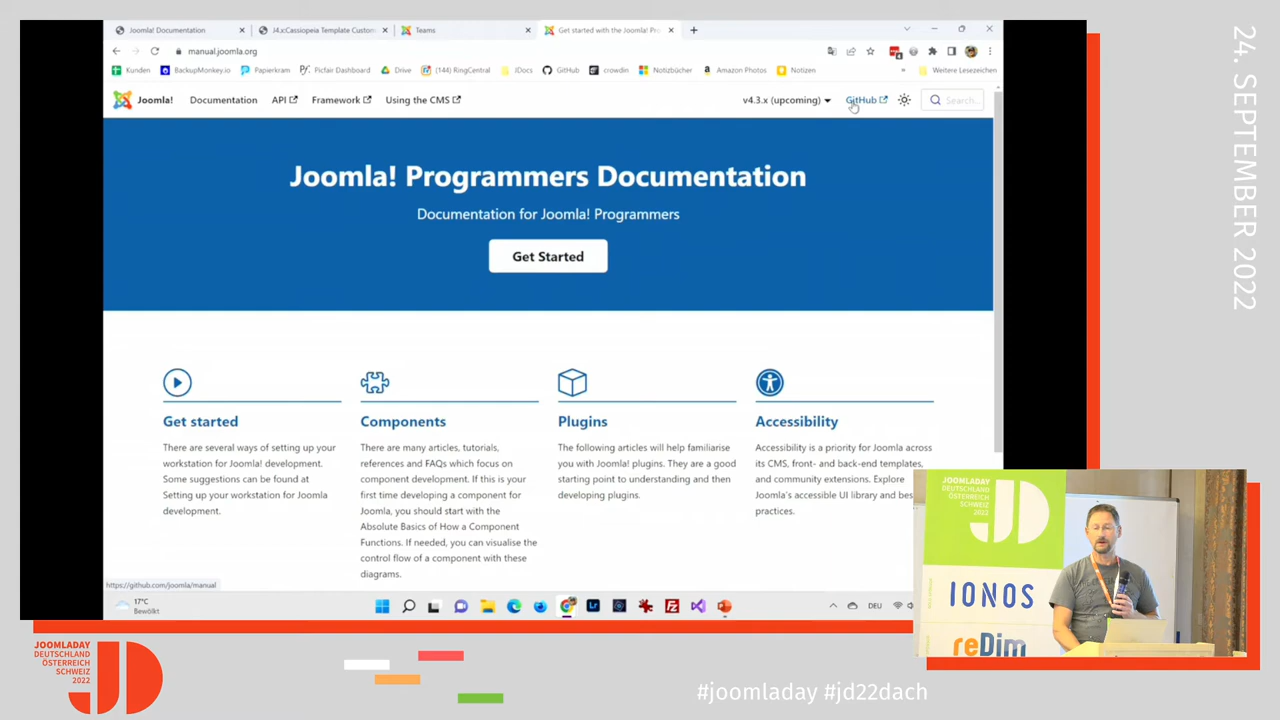 Joomla! Documentation
J4.x:Cassiopeia Template Custom
Teams
Get started with the Joomla! Pr
manual.joomla.org
Kunden
BackupMonkey.io
Papierkram
Picfair Dashboard
Drive
(144) RingCentral
JDocs
GitHub
crowdin
Notizbücher
Amazon Photos
Notizen
»
Weitere Lesezeichen
Joomla!
Documentation
API
Framework
Using the CMS
v4.3.x (upcoming)
GitHub
Search...
Joomla! Programmers Documentation
Documentation for Joomla! Programmers
Get Started
Get started
There are several ways of setting up your
workstation for Joomla! development.
Some suggestions can be found at
Setting up your workstation for Joomla
development.
Components
There are many articles, tutorials,
references and FAQs which focus on
component development. If this is your
first time developing a component for
Joomla, you should start with the
Absolute Basics of How a Component
Functions. If needed, you can visualise the
control flow of a component with these
diagrams.
Plugins
The following articles will help familiarise
you with Joomla! plugins. They are a good
starting point to understanding and then
developing plugins.
Accessibility
Accessibility is a priority for Joomla across
its CMS, front- and back-end templates,
and community extensions. Explore
Joomla's accessible UI library and
practices.
https://github.com/joomla/manual
17°C
Bewölkt
DEU
24. SEPTEMBER 2022
JOOMLADAY
DEUTSCHLAND
ÖSTERREICH
SCHWEIZ
2022
JD
IONOS
reDim
JOOMLADAY
DEUTSCHLAND
ÖSTERREICH
SCHWEIZ
2022
JD
#joomladay #jd22dach